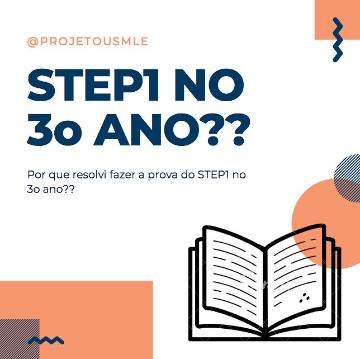 @PROJETOUSMLE
STEP1 NO
3o ANO??
Por que resolvi fazer a prova do STEP1 no
3o ano??